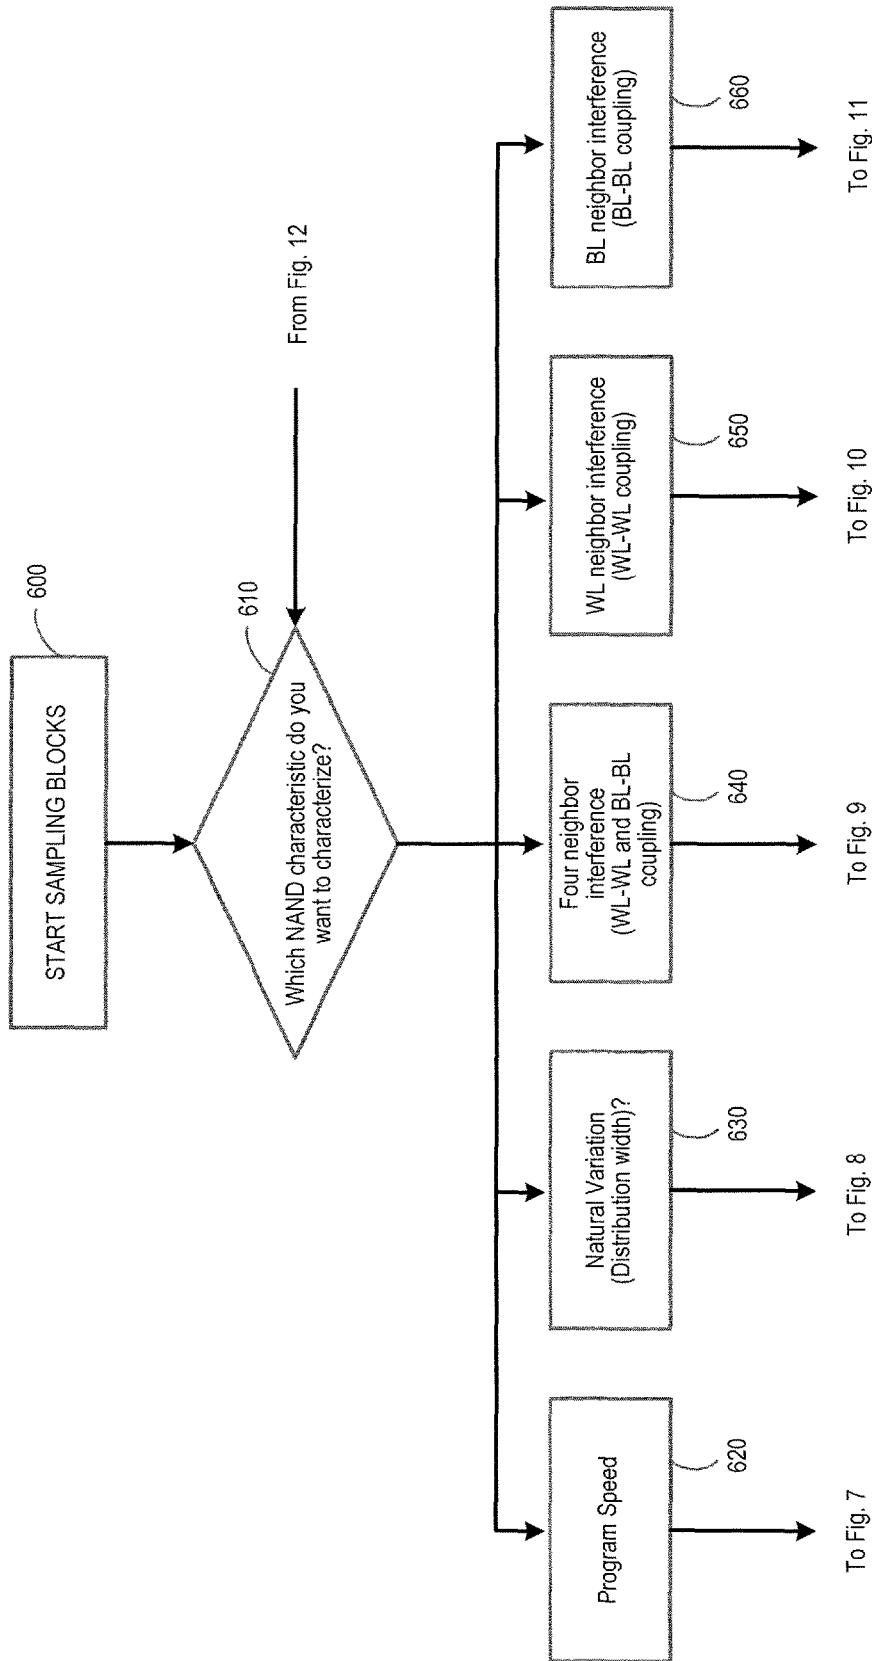 START SAMPLING BLOCKS
600
Which NAND characteristic do you
want to characterize?
610
From Fig. 12
Program Speed
620
To Fig. 7
Natural Variation
(Distribution width)?
630
To Fig. 8
Four neighbor
interference
(WL-WL and BL-BL
coupling)
640
To Fig. 9
WL neighbor interference
(WL-WL coupling)
650
To Fig. 10
BL neighbor interference
(BL-BL coupling)
660
To Fig. 11